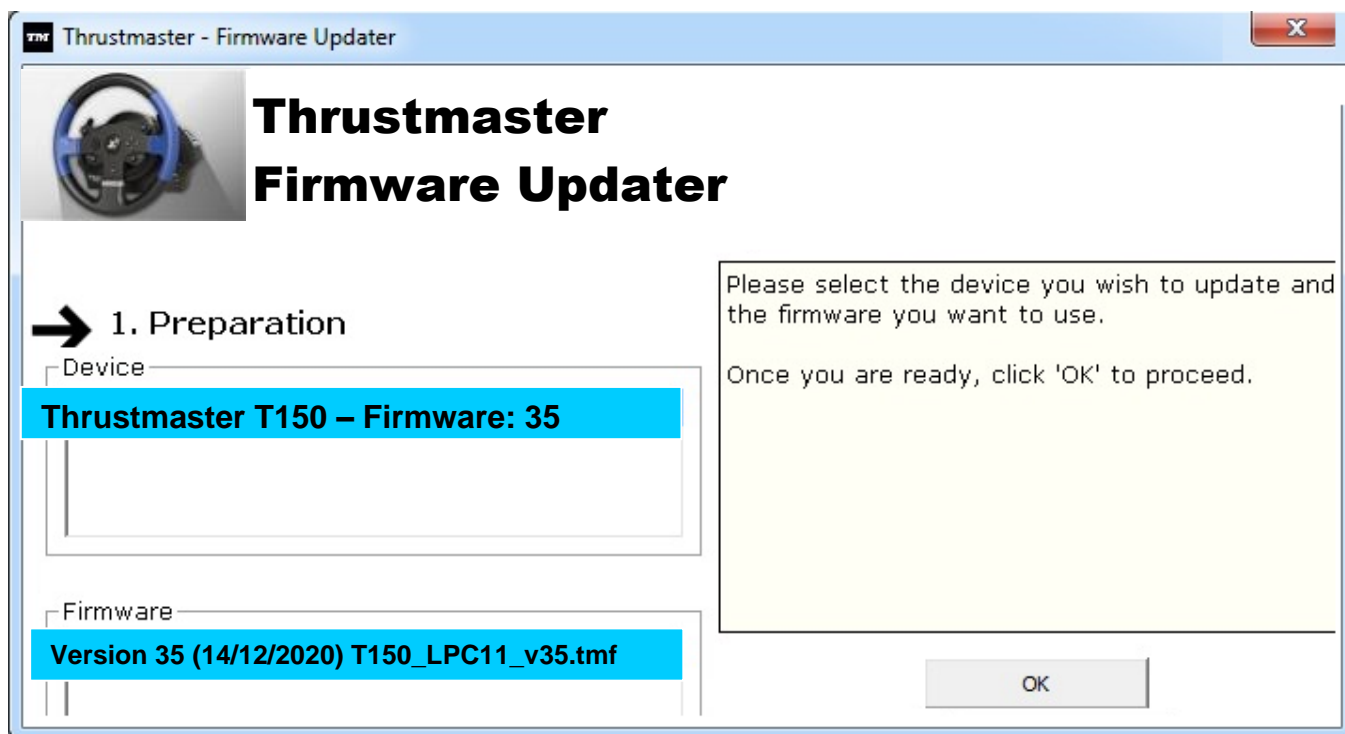 TM Thrustmaster - Firmware Updater
X
Thrustmaster
Firmware Updater
1. Preparation
Device
Thrustmaster T150 – Firmware: 35
Firmware
Version 35 (14/12/2020) T150_LPC11_v35.tmf
Please select the device you wish to update and
the firmware you want to use.
Once you are ready, click 'OK' to proceed.
OK